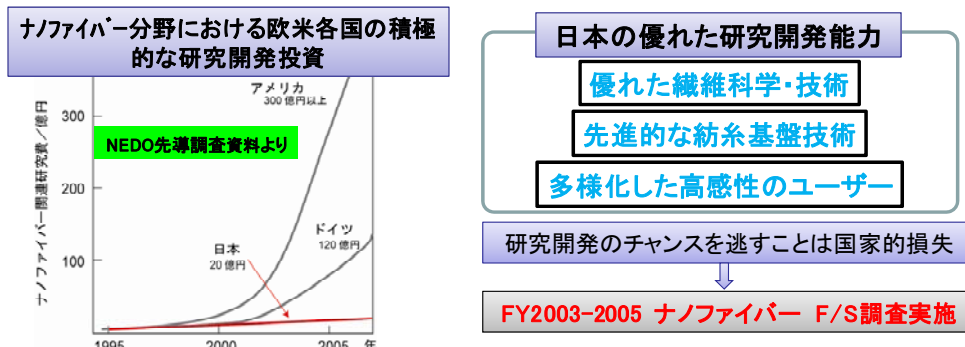 ナノファイバー分野における欧米各国の積極
的な研究開発投資
ナノファイバー関連研究費／億円
300
200
100
アメリカ
300億円以上
NEDO先導調査資料より
ドイツ
120億円
日本
20億円
1995
2000
2005
年
日本の優れた研究開発能力
優れた繊維科学・技術
先進的な紡糸基盤技術
多様化した高感性のユーザー
研究開発のチャンスを逃すことは国家的損失
FY2003-2005 ナノファイバー F/S調査実施